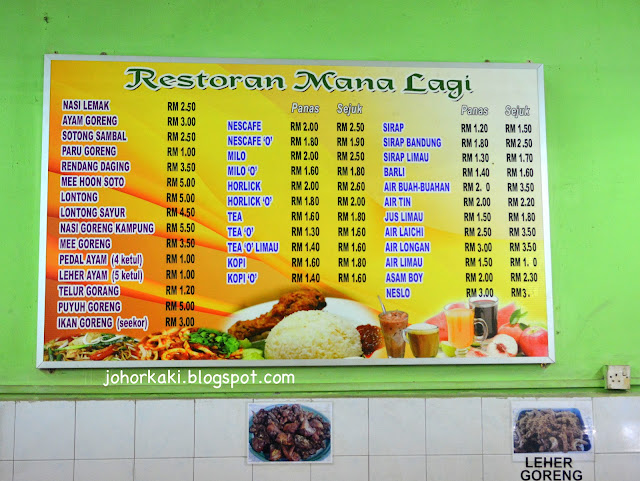 Restoran Mana Lagi
NASI LEMAK RM 2.50
AYAM GORENG RM 3.00
SOTONG SAMBAL RM 2.50
PARU GORENG RM 1.00
RENDANG DAGING RM 3.50
MEE HOON SOTO RM 5.00
LONTONG RM 5.00
LONTONG SAYUR RM 4.50
NASI GORENG KAMPUNG RM 5.50
MEE GORENG RM 3.50
PEDAL AYAM (4 ketul) RM 1.00
LEHER AYAM (5 ketul) RM 1.00
TELUR GORANG RM 1.20
PUYUH GORENG RM 5.00
IKAN GORENG (seekor) RM 3.00
Panas Sejuk
NESCAFE RM 2.00 RM 2.50
NESCAFE 'O' RM 1.80 RM 1.90
MILO RM 2.00 RM 2.50
MILO 'O' RM 1.60 RM 1.80
HORLICK RM 2.00 RM 2.60
HORLICK 'O' RM 1.80 RM 2.00
TEA RM 1.60 RM 1.80
TEA 'O' RM 1.30 RM 1.60
TEA 'O' LIMAU RM 1.40 RM 1.60
KOPI RM 1.60 RM 1.80
KOPI 'O' RM 1.40 RM 1.60
Panas Sejuk
SIRAP RM 1.20 RM 1.50
SIRAP BANDUNG RM 1.80 RM 2.50
SIRAP LIMAU RM 1.30 RM 1.70
BARLI RM 1.40 RM 1.60
AIR BUAH-BUAHAN RM 2. 0 RM 3.50
AIR TIN RM 2.00 RM 2.20
JUS LIMAU RM 1.50 RM 1.80
AIR LAICHI RM 2.50 RM 3.50
AIR LONGAN RM 3.00 RM 3.50
AIR LIMAU RM 1.50 RM 1. 0
ASAM BOY RM 2.00 RM 2.30
NESLO RM 3.00 RM3.
johorkaki.blogspot.com
LEHER
GORENG